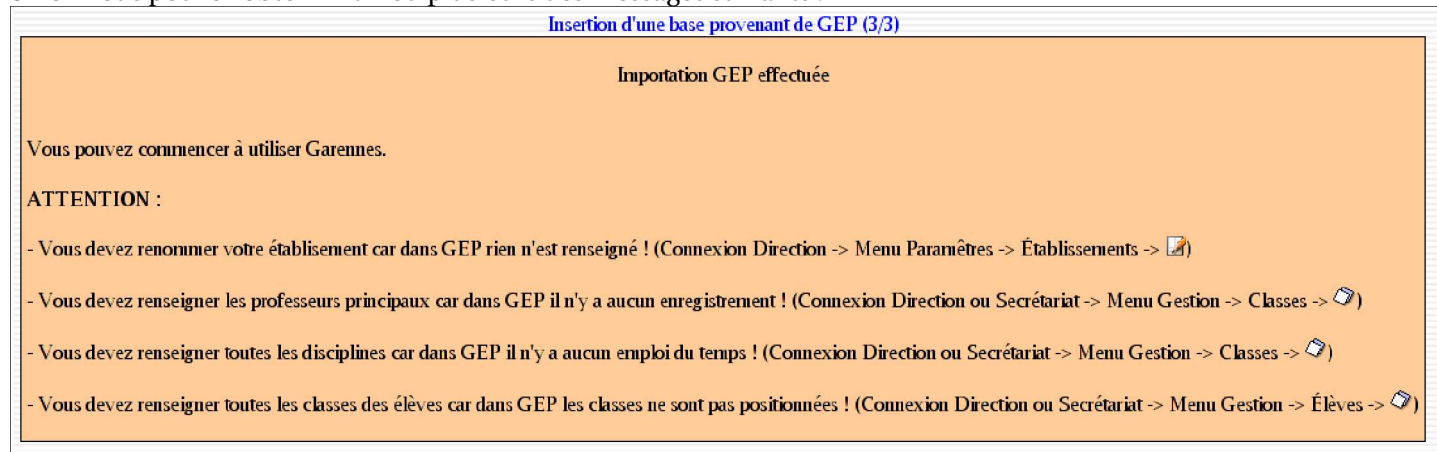 Insertion d'une base provenant de GEP (3/3)
Importation GEP effectuée
Vous pouvez commencer à utiliser Garennes.
ATTENTION :
- Vous devez renommer votre établisement car dans GEP rien n'est renseigné ! (Connexion Direction -> Menu Paramêtres -> Établissements -> )
- Vous devez renseigner les professeurs principaux car dans GEP il n'y a aucun enregistrement ! (Connexion Direction ou Secrétariat -> Menu Gestion -> Classes -> )
- Vous devez renseigner toutes les disciplines car dans GEP il n'y a aucun emploi du temps ! (Connexion Direction ou Secrétariat -> Menu Gestion -> Classes -> )
- Vous devez renseigner toutes les classes des élèves car dans GEP les classes ne sont pas positionnées ! (Connexion Direction ou Secrétariat -> Menu Gestion -> Élèves -> )